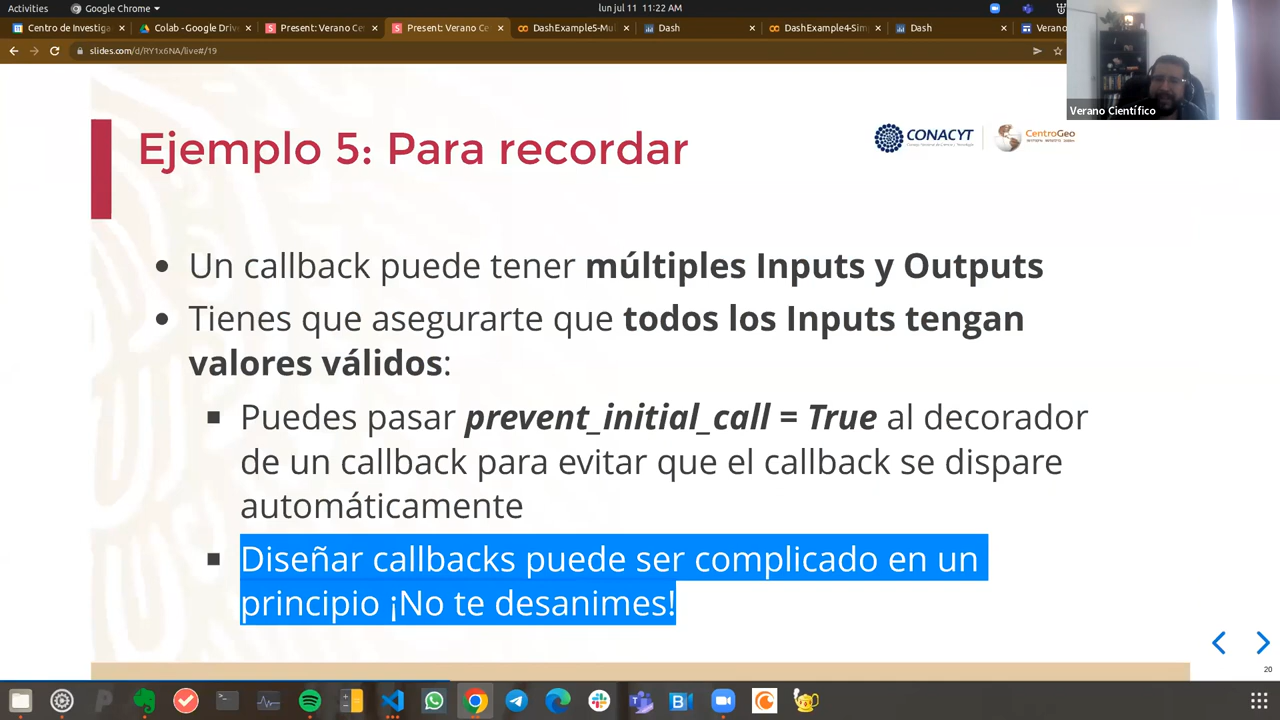 Activities
Google Chrome
lun jul 11 11:22 AM
Centro de Investiga
Colab - Google Driv
Present: Verano Ce
Present: Verano Ce
DashExample5-Mul
Dash
DashExample4-Sim
Dash
Verano
slides.com/d/RY1x6NA/live#/19
Verano Científico
Ejemplo 5: Para recordar
CONACYT
CentroGeo
Un callback puede tener múltiples Inputs y Outputs
Tienes que asegurarte que todos los Inputs tengan
valores válidos:
Puedes pasar prevent_initial_call = True al decorador
de un callback para evitar que el callback se dispare
automáticamente
Diseñar callbacks puede ser complicado en un
principio ¡No te desanimes!
20